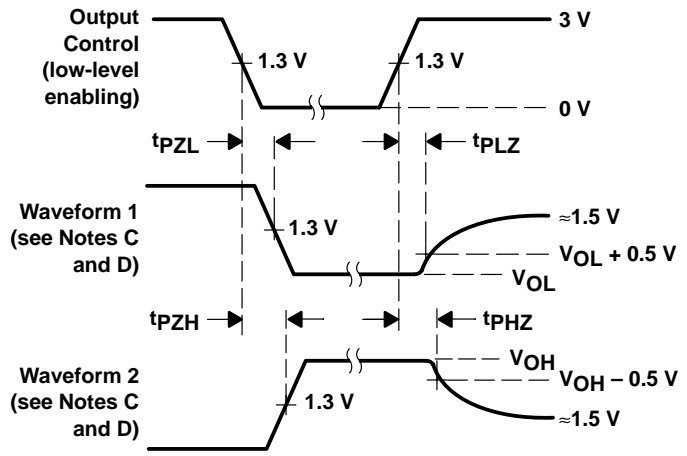 Output
Control
(low-level
enabling)
1.3 V
1.3 V
3 V
0 V
tPZL
tPLZ
Waveform 1
(see Notes C
and D)
1.3 V
≈1.5 V
VOL + 0.5 V
VOL
tPZH
tPHZ
Waveform 2
(see Notes C
and D)
1.3 V
VOH
VOH – 0.5 V
≈1.5 V